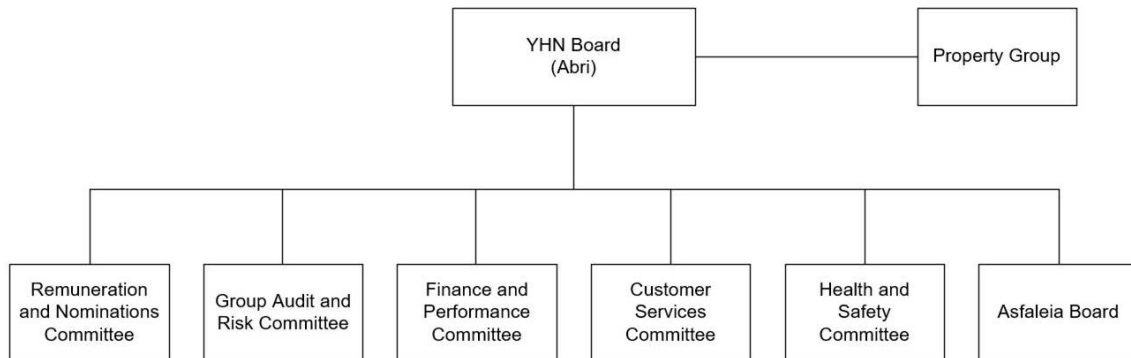 YHN Board
(Abri)
Property Group
Remuneration
and Nominations
Committee
Group Audit and
Risk Committee
Finance and
Performance
Committee
Customer
Services
Committee
Health and
Safety
Committee
Asfaleia Board